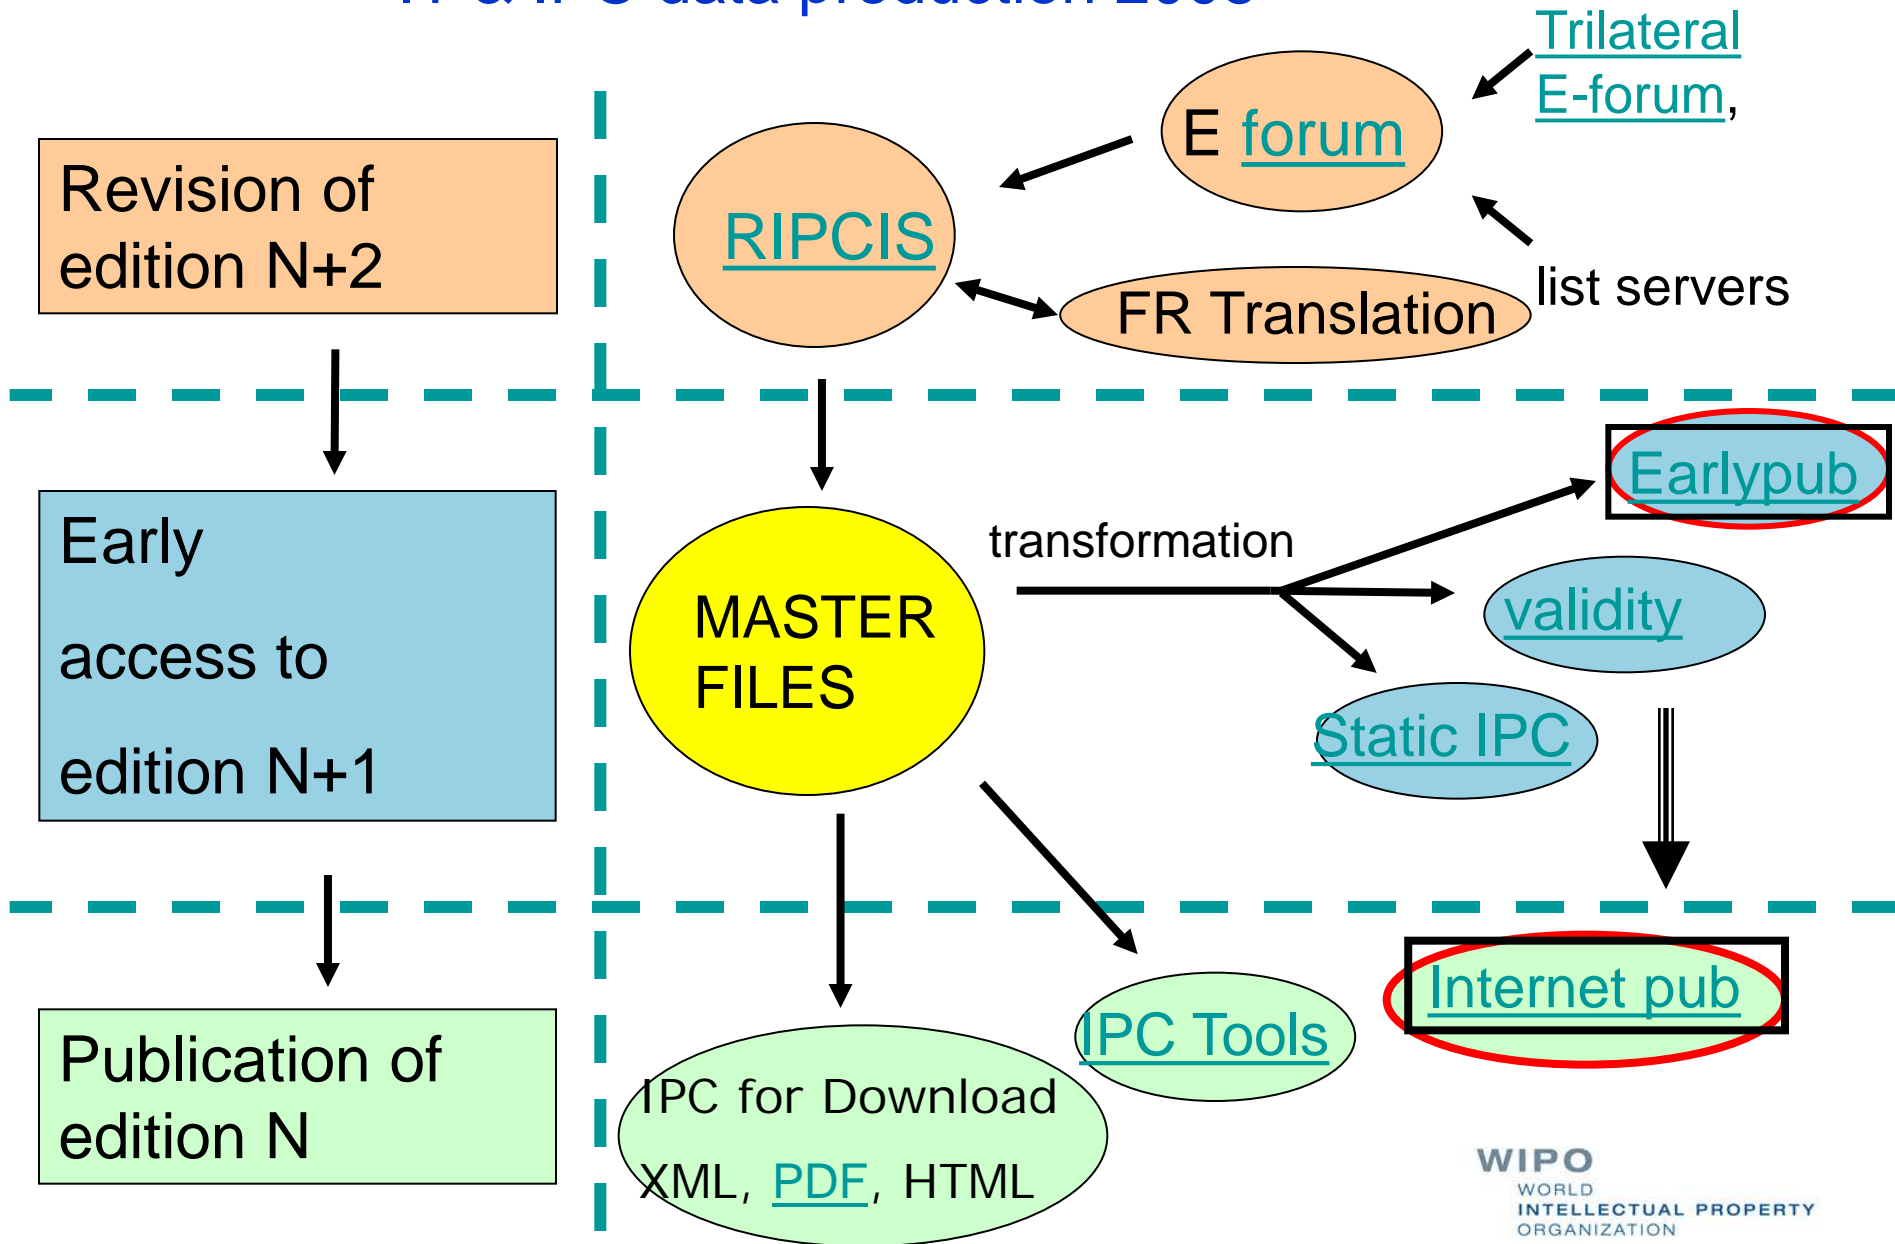 data production
Trilateral
E-forum,
E forum
Revision of
edition N+2
RIPCIS
FR Translation
list servers
Early
access to
edition N+1
Earlypub
transformation
MASTER
FILES
validity
Static IPC
Publication of
edition N
Internet pub
IPC Tools
IPC for Download
XML, PDF, HTML
WIPO
WORLD
INTELLECTUAL PROPERTY
ORGANIZATION